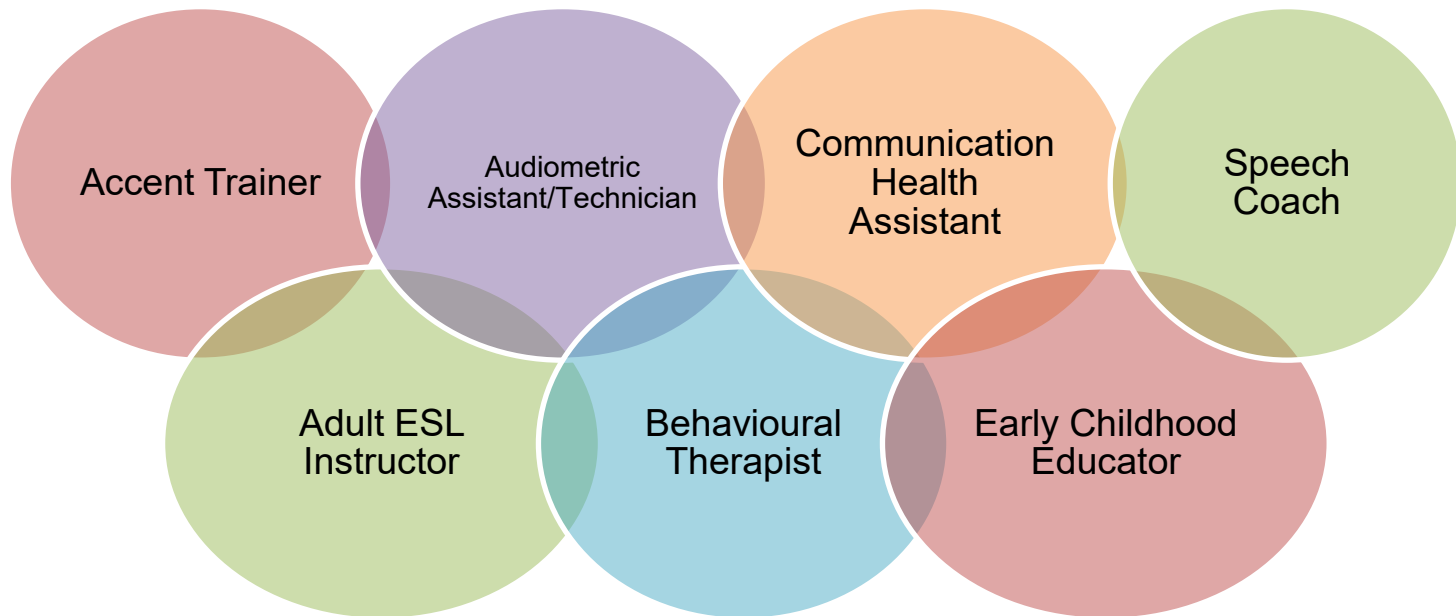 Accent Trainer
Audiometric
Assistant/Technician
Communication
Health
Assistant
Speech
Coach
Adult ESL
Instructor
Behavioural
Therapist
Early Childhood
Educator